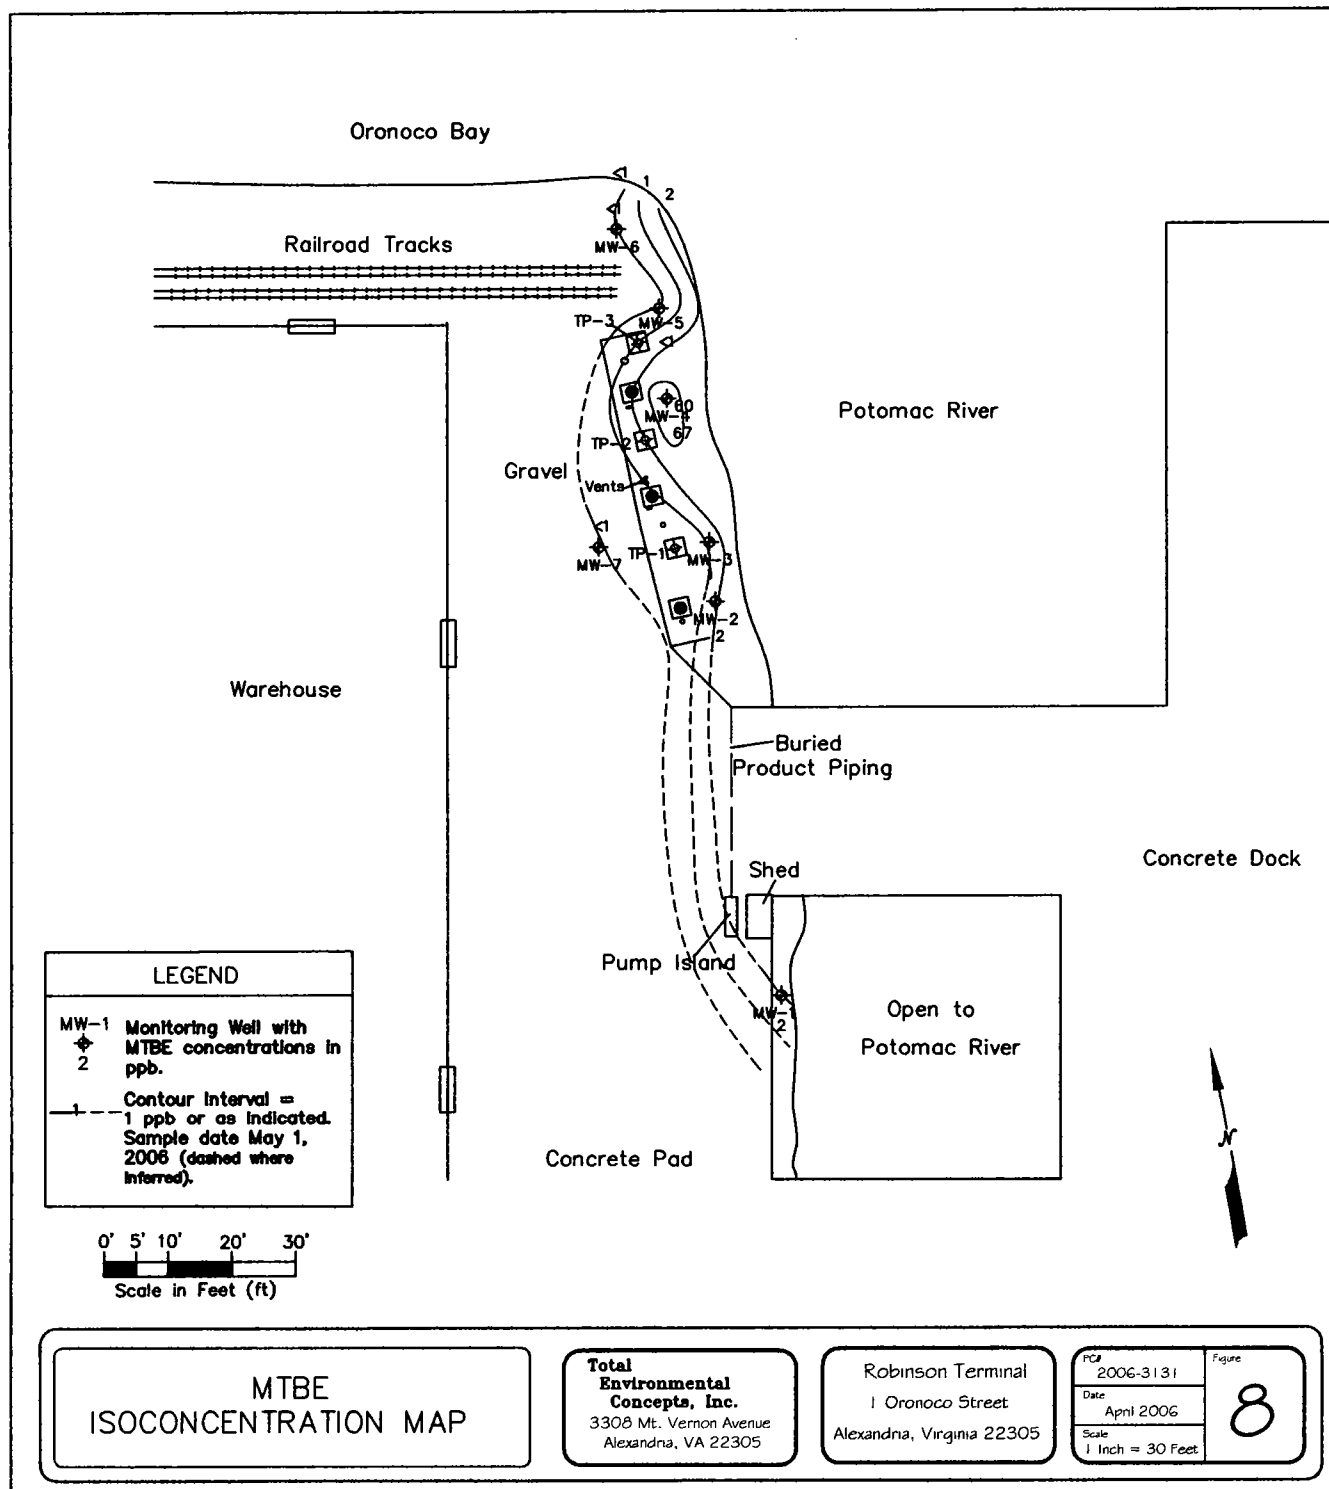 Oronoco Bay
<1
1
2
<1
MW-6
Railroad Tracks
TP-3
MW-5
<1
Potomac River
60
MW-4
67
TP-2
Gravel
Vents
<1
MW-7
TP-1
MW-3
MW-2
2
Warehouse
Buried
Product Piping
Concrete Dock
Shed
Pump Island
MW-1
2
Open to
Potomac River
Concrete Pad
N
LEGEND
MW-1
2
Monitoring Well with
MTBE concentrations in
ppb.
1
Contour Interval =
1 ppb or as indicated.
Sample date May 1,
2006 (dashed where
inferred).
0' 5' 10' 20' 30'
Scale in Feet (ft)
MTBE
ISOCONCENTRATION MAP
Total
Environmental
Concepts, Inc.
3308 Mt. Vernon Avenue
Alexandria, VA 22305
Robinson Terminal
1 Oronoco Street
Alexandria, Virginia 22305
PC#
2006-3131
Date
April 2006
Scale
1 Inch = 30 Feet
Figure
8